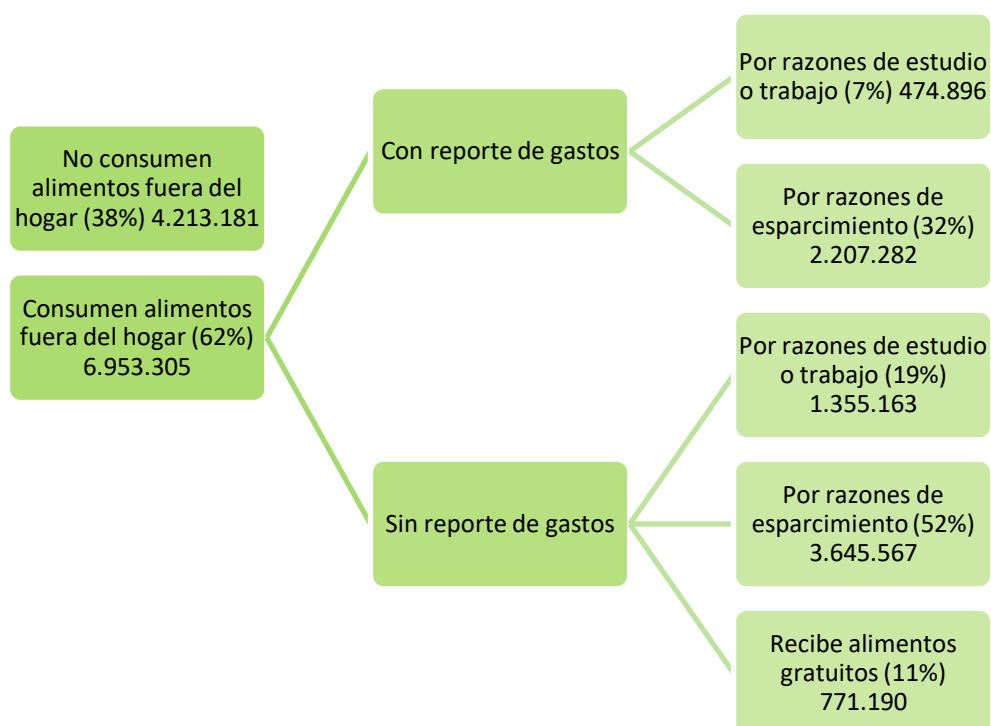 No consumen
alimentos fuera del
hogar (38%) 4.213.181
Consumen alimentos
fuera del hogar (62%)
6.953.305
Con reporte de gastos
Sin reporte de gastos
Por razones de estudio
o trabajo (7%) 474.896
Por razones de
esparcimiento (32%)
2.207.282
Por razones de estudio
o trabajo (19%)
1.355.163
Por razones de
esparcimiento (52%)
3.645.567
Recibe alimentos
gratuitos (11%)
771.190